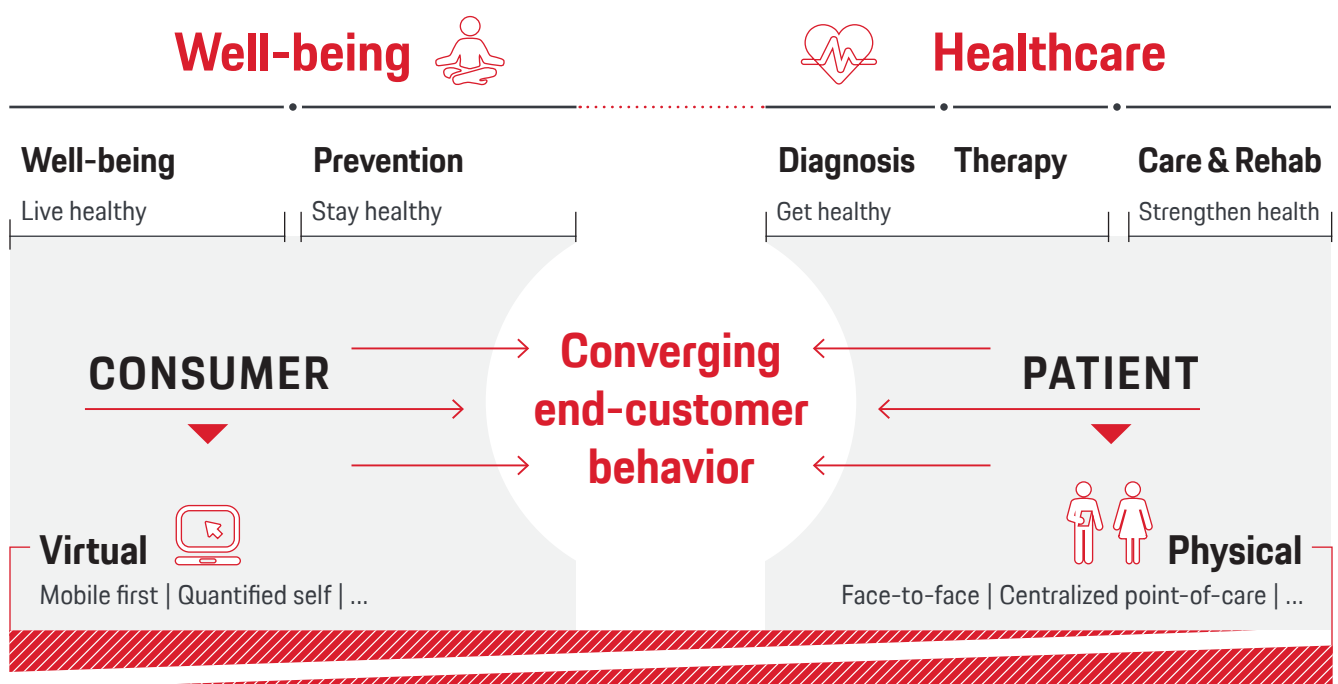 Well-being
Healthcare
Well-being
Prevention
Diagnosis
Therapy
Care & Rehab
Live healthy
Stay healthy
Get healthy
Strengthen health
CONSUMER
Converging
end-customer
behavior
PATIENT
Virtual
Mobile first | Quantified self | ...
Physical
Face-to-face | Centralized point-of-care | ...